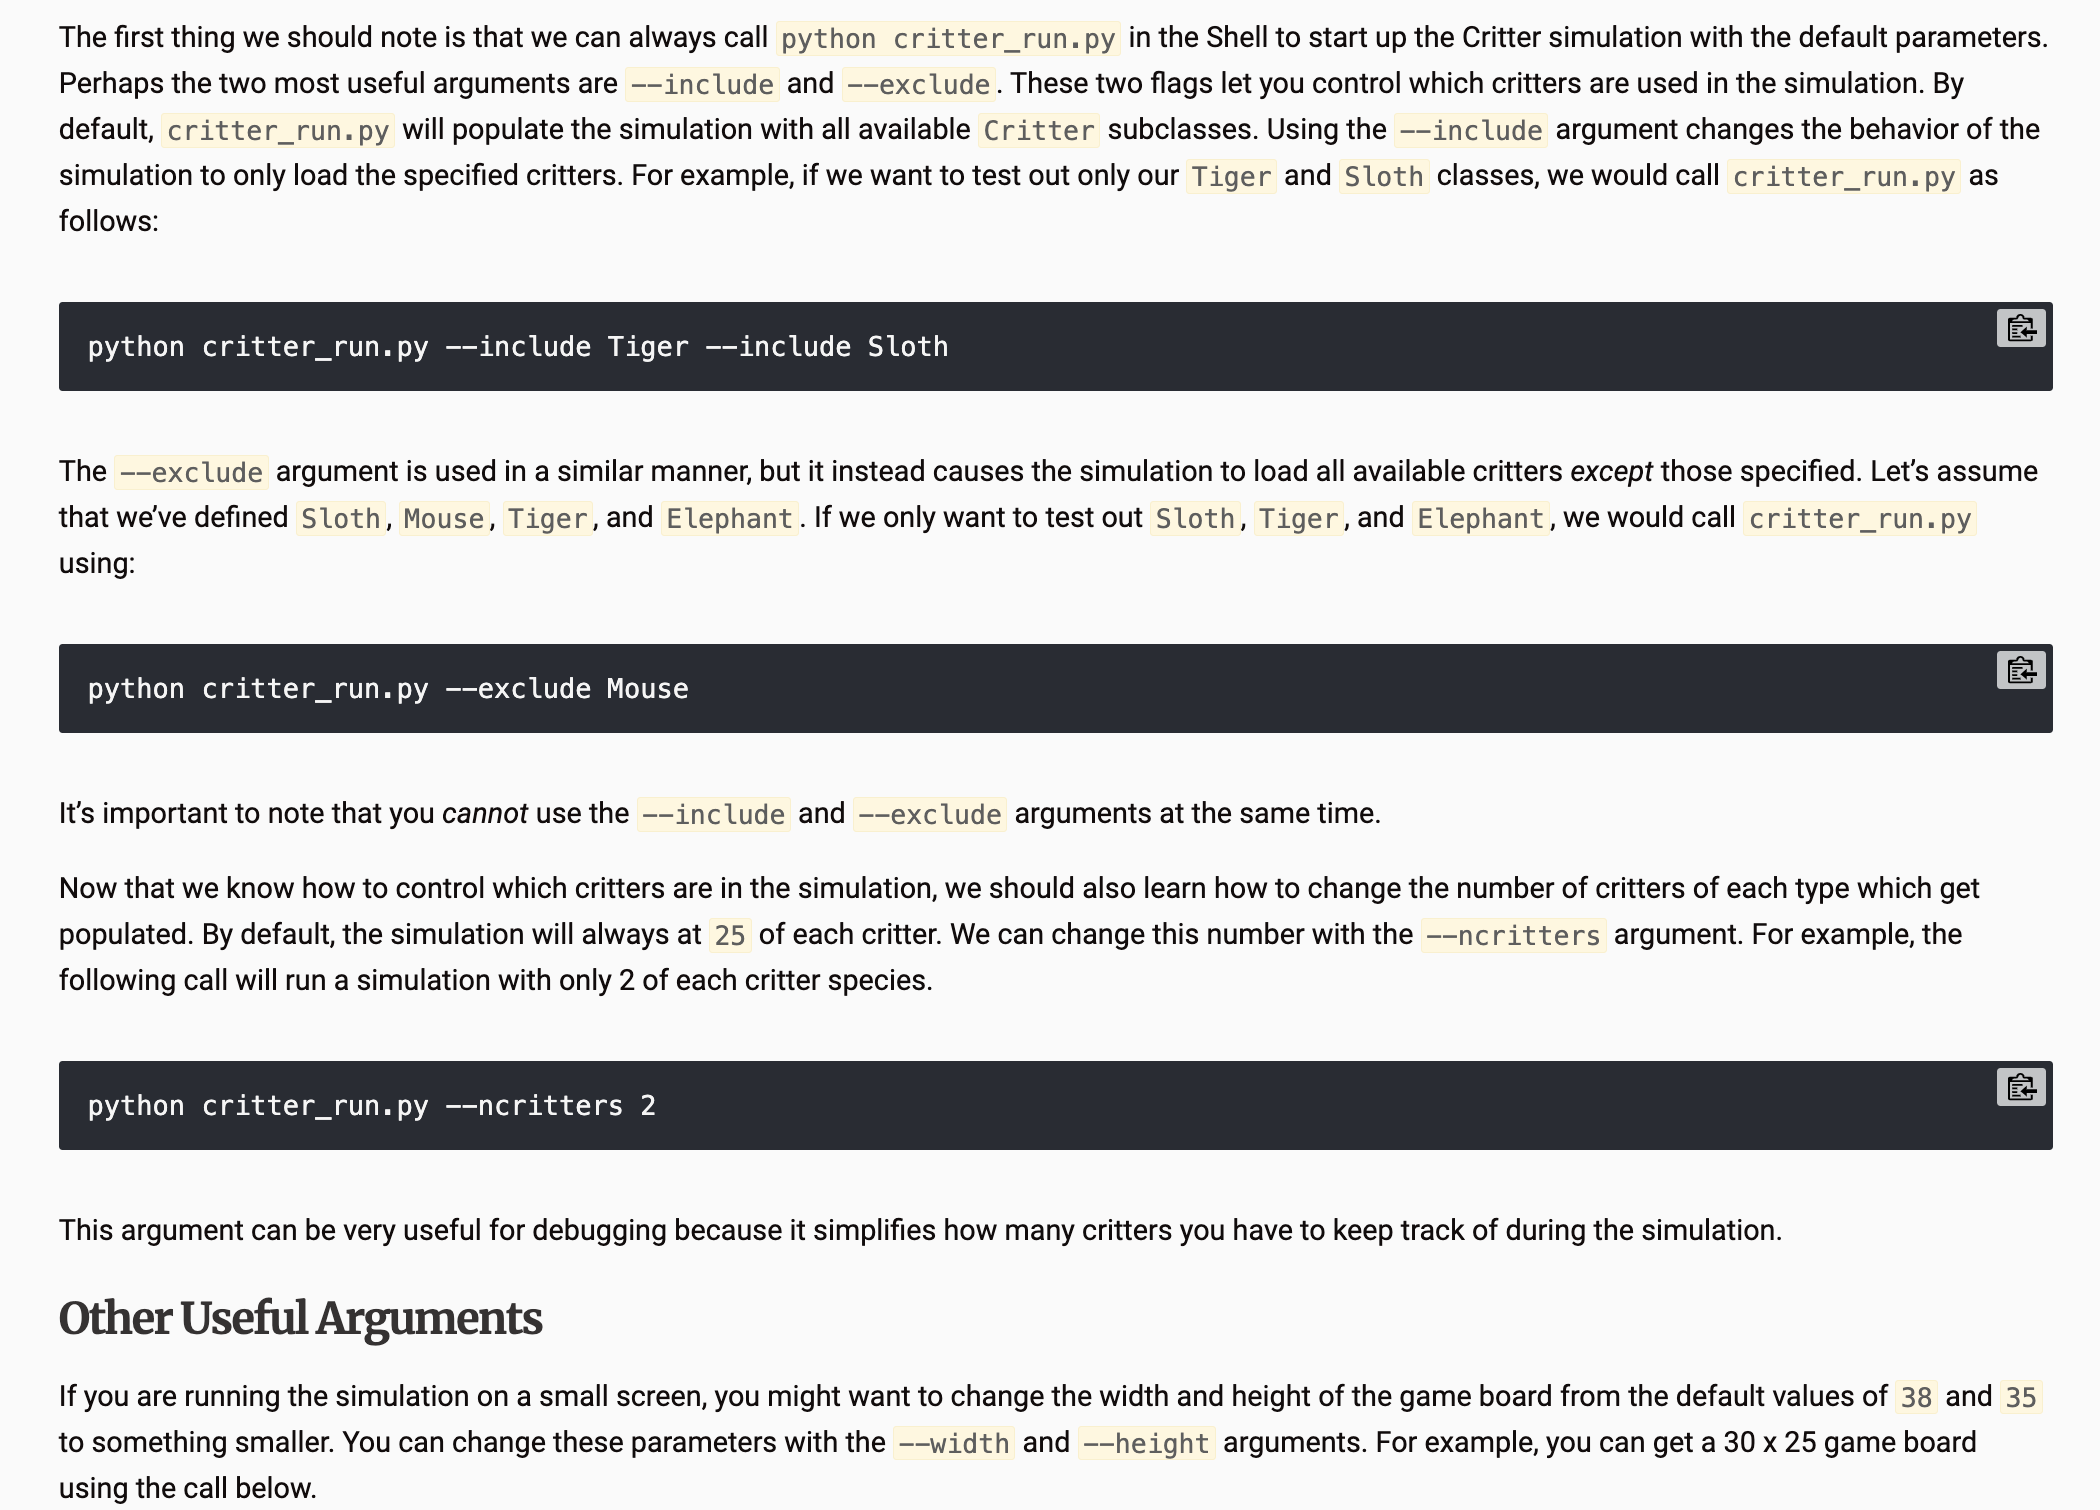 The first thing we should note is that we can always call python critter_run.py in the Shell to start up the Critter simulation with the default parameters.
Perhaps the two most useful arguments are --include and --exclude. These two flags let you control which critters are used in the simulation. By
default, critter_run.py will populate the simulation with all available Critter subclasses. Using the --include argument changes the behavior of the
simulation to only load the specified critters. For example, if we want to test out only our Tiger and Sloth classes, we would call critter_run.py as
follows:
python critter_run.py --include Tiger --include Sloth
The --exclude argument is used in a similar manner, but it instead causes the simulation to load all available critters except those specified. Let’s assume
that we’ve defined Sloth, Mouse, Tiger, and Elephant. If we only want to test out Sloth, Tiger, and Elephant, we would call critter_run.py
using:
python critter_run.py --exclude Mouse
It’s important to note that you cannot use the --include and --exclude arguments at the same time.
Now that we know how to control which critters are in the simulation, we should also learn how to change the number of critters of each type which get
populated. By default, the simulation will always at 25 of each critter. We can change this number with the --ncritters argument. For example, the
following call will run a simulation with only 2 of each critter species.
python critter_run.py --ncritters 2
This argument can be very useful for debugging because it simplifies how many critters you have to keep track of during the simulation.
Other Useful Arguments
If you are running the simulation on a small screen, you might want to change the width and height of the game board from the default values of 38 and 35
to something smaller. You can change these parameters with the --width and --height arguments. For example, you can get a 30 x 25 game board
using the call below.